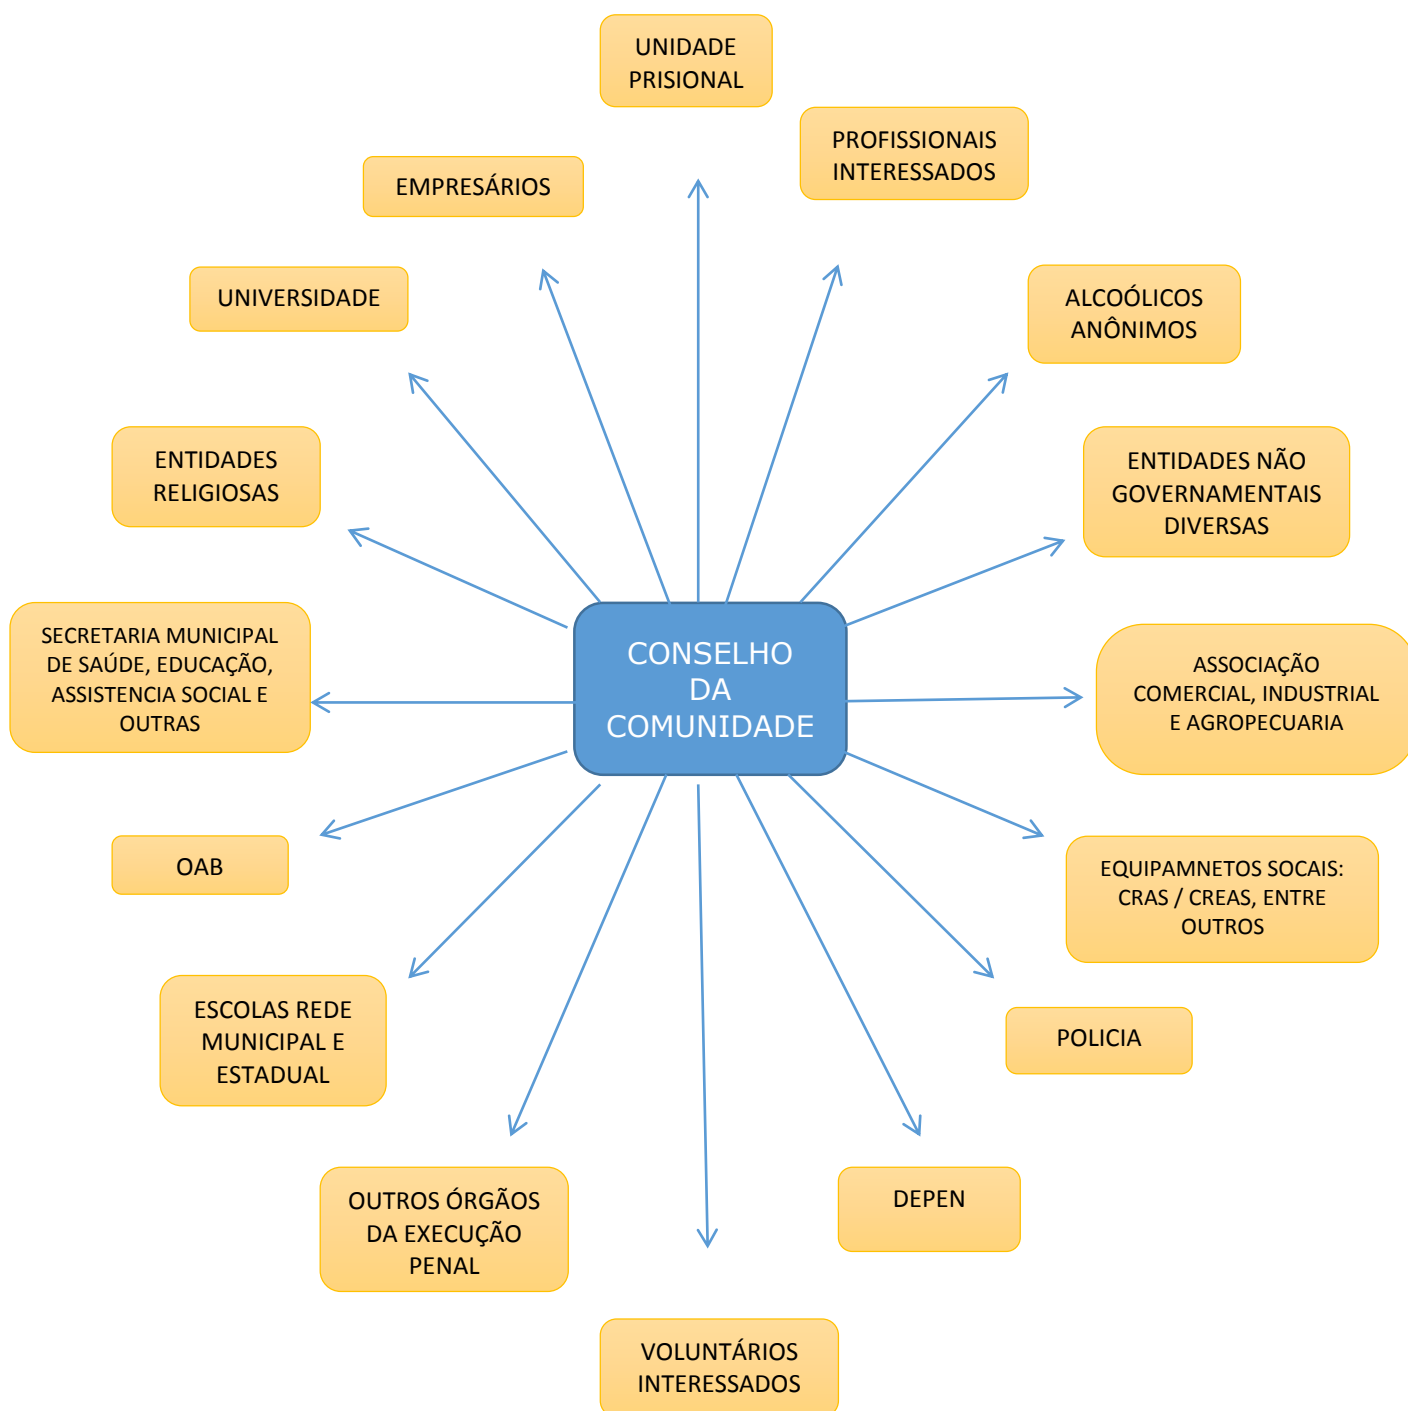 UNIDADE
PRISIONAL
PROFISSIONAIS
INTERESSADOS
EMPRESÁRIOS
UNIVERSIDADE
ALCOÓLICOS
ANÔNIMOS
ENTIDADES
RELIGIOSAS
ENTIDADES NÃO
GOVERNAMENTAIS
DIVERSAS
SECRETARIA MUNICIPAL
DE SAÚDE, EDUCAÇÃO,
ASSISTENCIA SOCIAL E
OUTRAS
CONSELHO
DA
COMUNIDADE
ASSOCIAÇÃO
COMERCIAL, INDUSTRIAL
E AGROPECUARIA
OAB
EQUIPAMNETOS SOCAIS:
CRAS / CREAS, ENTRE
OUTROS
ESCOLAS REDE
MUNICIPAL E
ESTADUAL
POLICIA
OUTROS ÓRGÃOS
DA EXECUÇÃO
PENAL
DEPEN
VOLUNTÁRIOS
INTERESSADOS